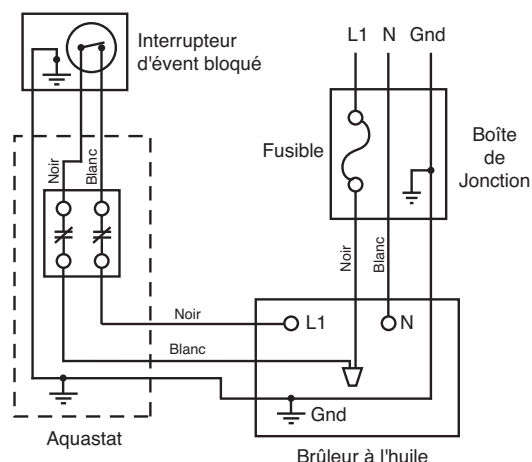 Interrupteur
d'évent bloqué
L1 N Gnd
Fusible
Boîte
de
Jonction
Noir
Blanc
Noir
Blanc
Noir
Blanc
L1
N
Gnd
Aquastat
Brûleur à l'huile